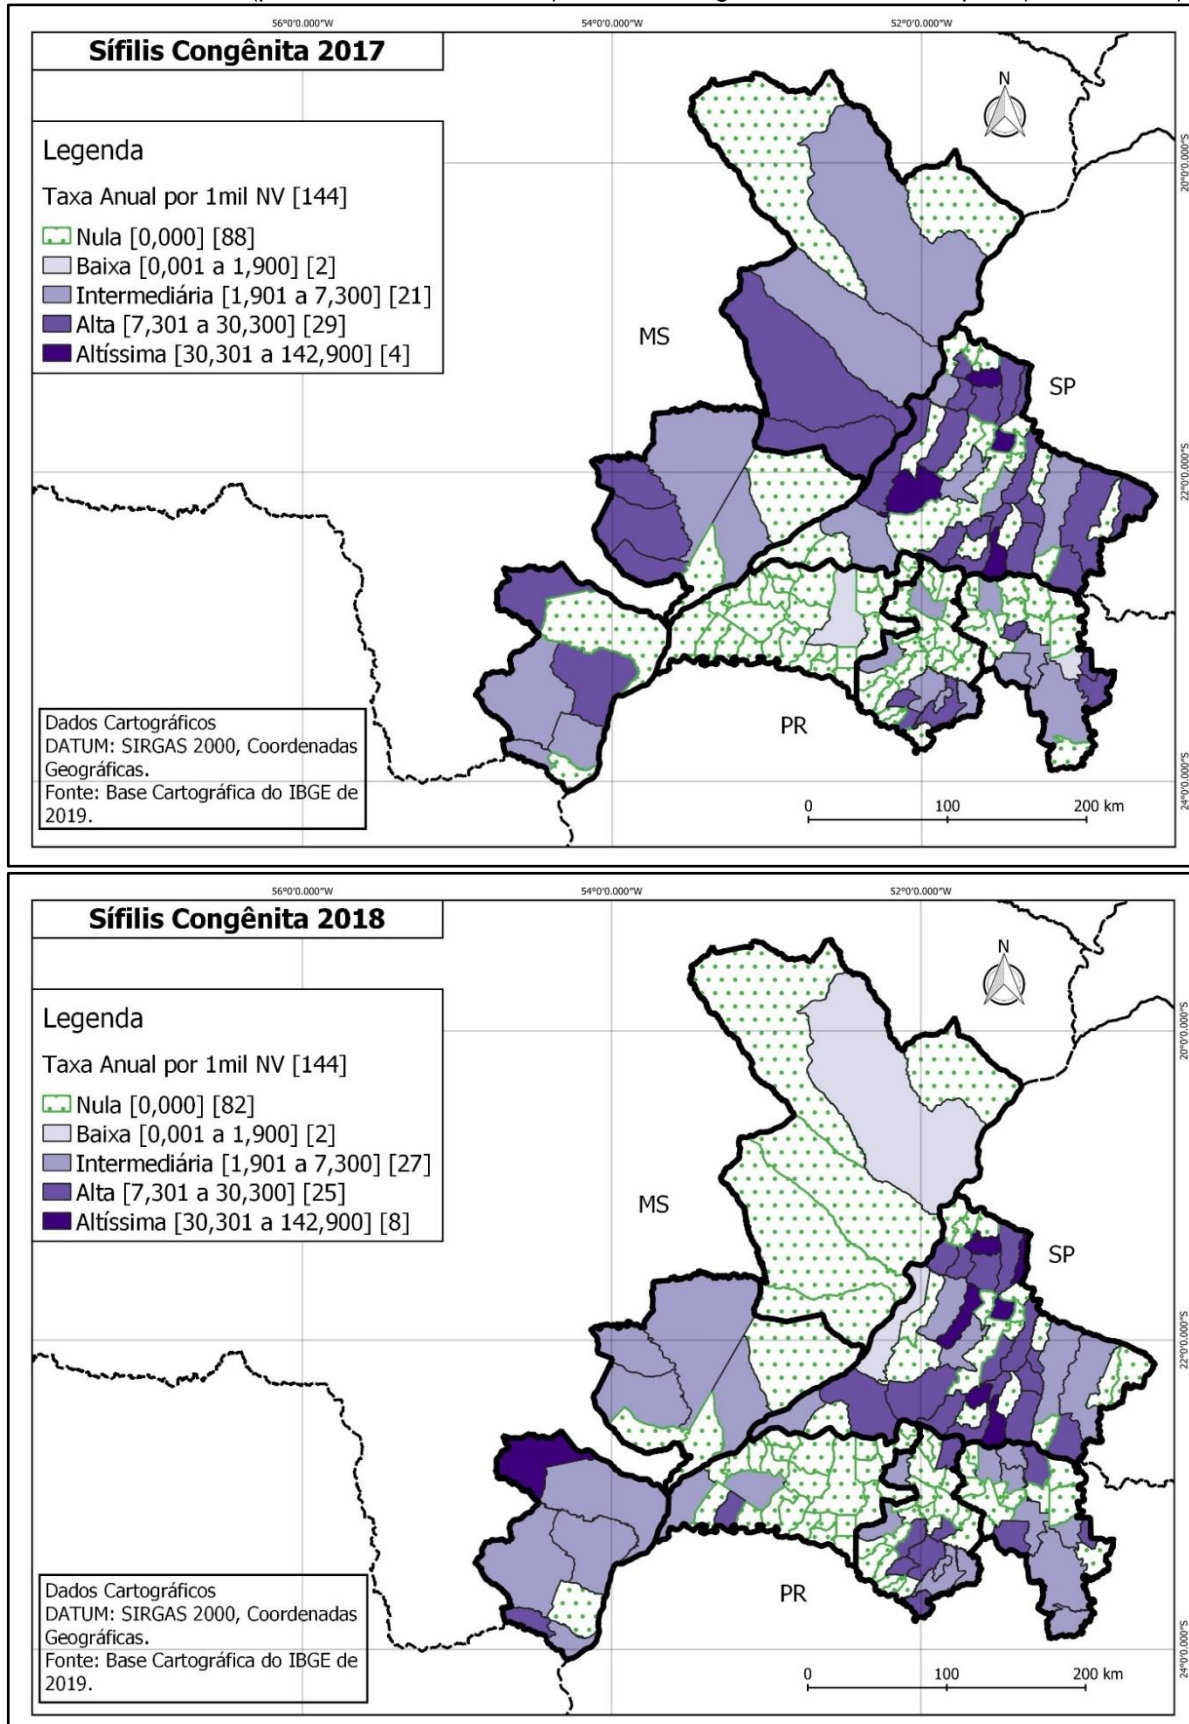 56°0'0.000"W 54°0'0.000"W 52°0'0.000"W
Sífilis Congênita 2017
N
Legenda
Taxa Anual por 1mil NV [144]
Nula [0,000] [88]
Baixa [0,001 a 1,900] [2]
Intermediária [1,901 a 7,300] [21]
Alta [7,301 a 30,300] [29]
Altíssima [30,301 a 142,900] [4]
20°0'0.000"S
MS
SP
22°0'0.000"S
PR
Dados Cartográficos
DATUM: SIRGAS 2000, Coordenadas
Geográficas.
Fonte: Base Cartográfica do IBGE de
2019.
24°0'0.000"S
0 100 200 km
56°0'0.000"W 54°0'0.000"W 52°0'0.000"W
Sífilis Congênita 2018
N
Legenda
Taxa Anual por 1mil NV [144]
Nula [0,000] [82]
Baixa [0,001 a 1,900] [2]
Intermediária [1,901 a 7,300] [27]
Alta [7,301 a 30,300] [25]
Altíssima [30,301 a 142,900] [8]
20°0'0.000"S
MS
SP
22°0'0.000"S
PR
Dados Cartográficos
DATUM: SIRGAS 2000, Coordenadas
Geográficas.
Fonte: Base Cartográfica do IBGE de
2019.
24°0'0.000"S
0 100 200 km